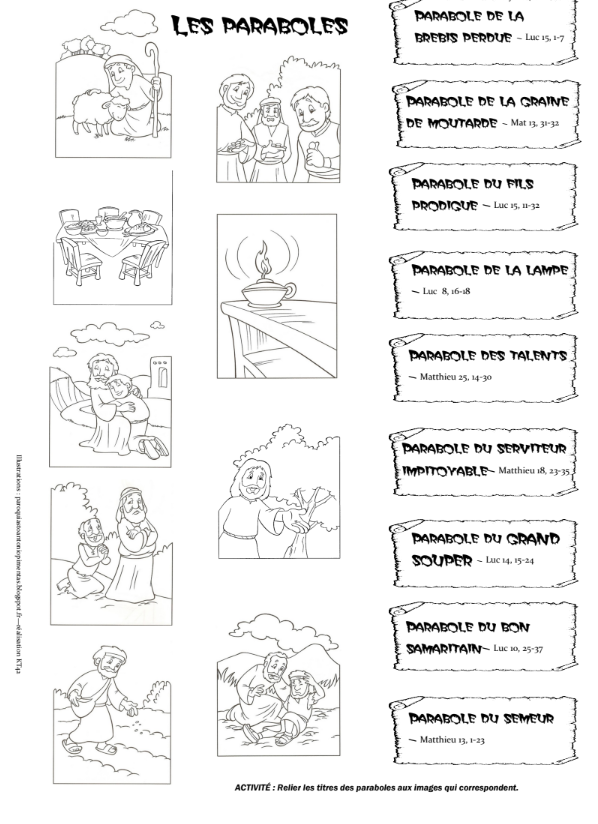 LES PARABOLES
PARABOLE DE LA
BREBIS PERDUE ~ Luc 15, 1-7
PARABOLE DE LA GRAINE
DE MOUTARDE ~ Mat 13, 31-32
PARABOLE DU FILS
PRODIGUE ~ Luc 15, 11-32
PARABOLE DE LA LAMPE
~ Luc 8, 16-18
PARABOLE DES TALENTS
~ Matthieu 25, 14-30
PARABOLE DU SERVITEUR
IMPITOYABLE~ Matthieu 18, 23-35
PARABOLE DU GRAND
SOUPER ~ Luc 14, 15-24
PARABOLE DU BON
SAMARITAIN~ Luc 10, 25-37
PARABOLE DU SEMEUR
~ Matthieu 13, 1-23
ACTIVITÉ : Relier les titres des paraboles aux images qui correspondent.
Illustrations : —réalisation KT42